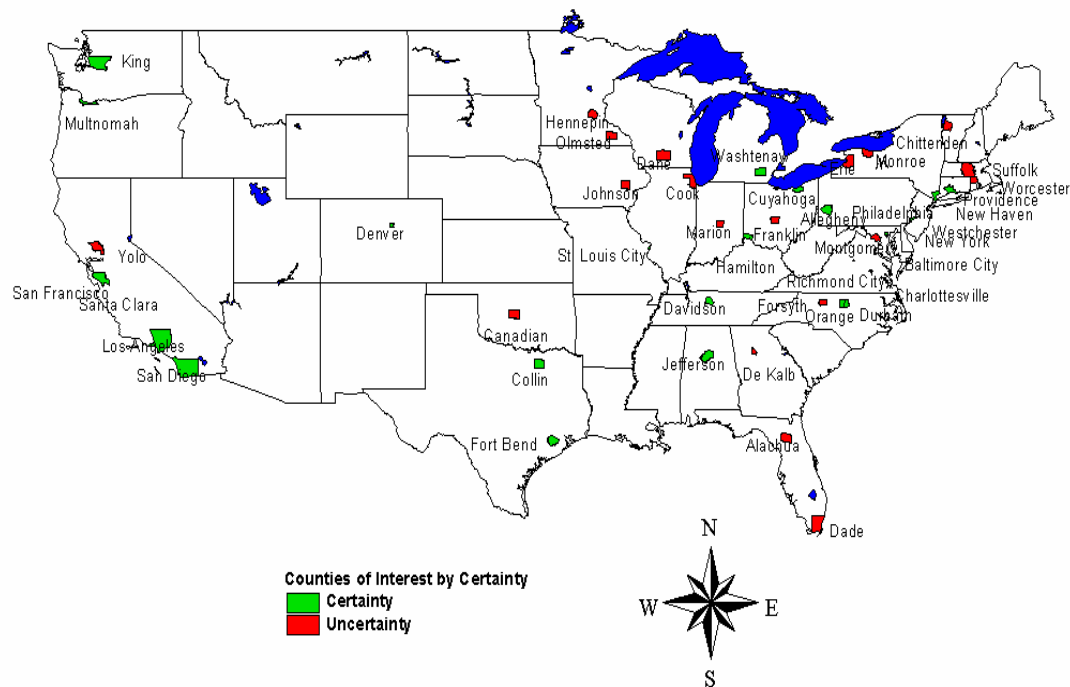 King
Multnomah
Hennepin
Olmsted
Dane
Washtenaw
Chittenden
Monroe
Erie
Suffolk
Worcester
Providence
New Haven
Westchester
New York
Johnson
Cook
Cuyahoga
Allegheny
Philadelphia
Denver
Marion
Franklin
Montgomery
Baltimore City
Yolo
St Louis City
Hamilton
Richmond City
Charlottesville
San Francisco
Santa Clara
Davidson
Forsyth
Orange
Durham
Canadian
Los Angeles
San Diego
Collin
Jefferson
De Kalb
Fort Bend
Alachua
Dade
N
W
E
S
Counties of Interest by Certainty
Certainty
Uncertainty